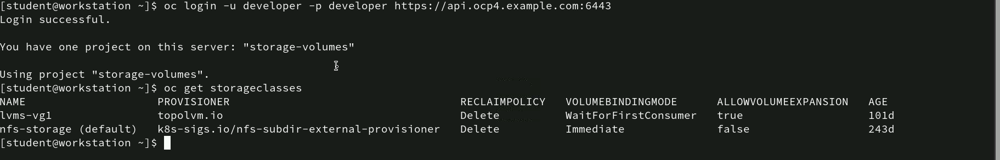 [student@workstation ~]$ oc login -u developer -p developer https://api.ocp4.example.com:6443
Login successful.
You have one project on this server: "storage-volumes"
Using project "storage-volumes".
[student@workstation ~]$ oc get storageclasses
NAME                    PROVISIONER                                   RECLAIMPOLICY   VOLUMEBINDINGMODE      ALLOWVOLUMEEXPANSION   AGE
lvms-vg1                topolvm.io                                    Delete          WaitForFirstConsumer   true                   101d
nfs-storage (default)   k8s-sigs.io/nfs-subdir-external-provisioner   Delete          Immediate              false                  243d
[student@workstation ~]$